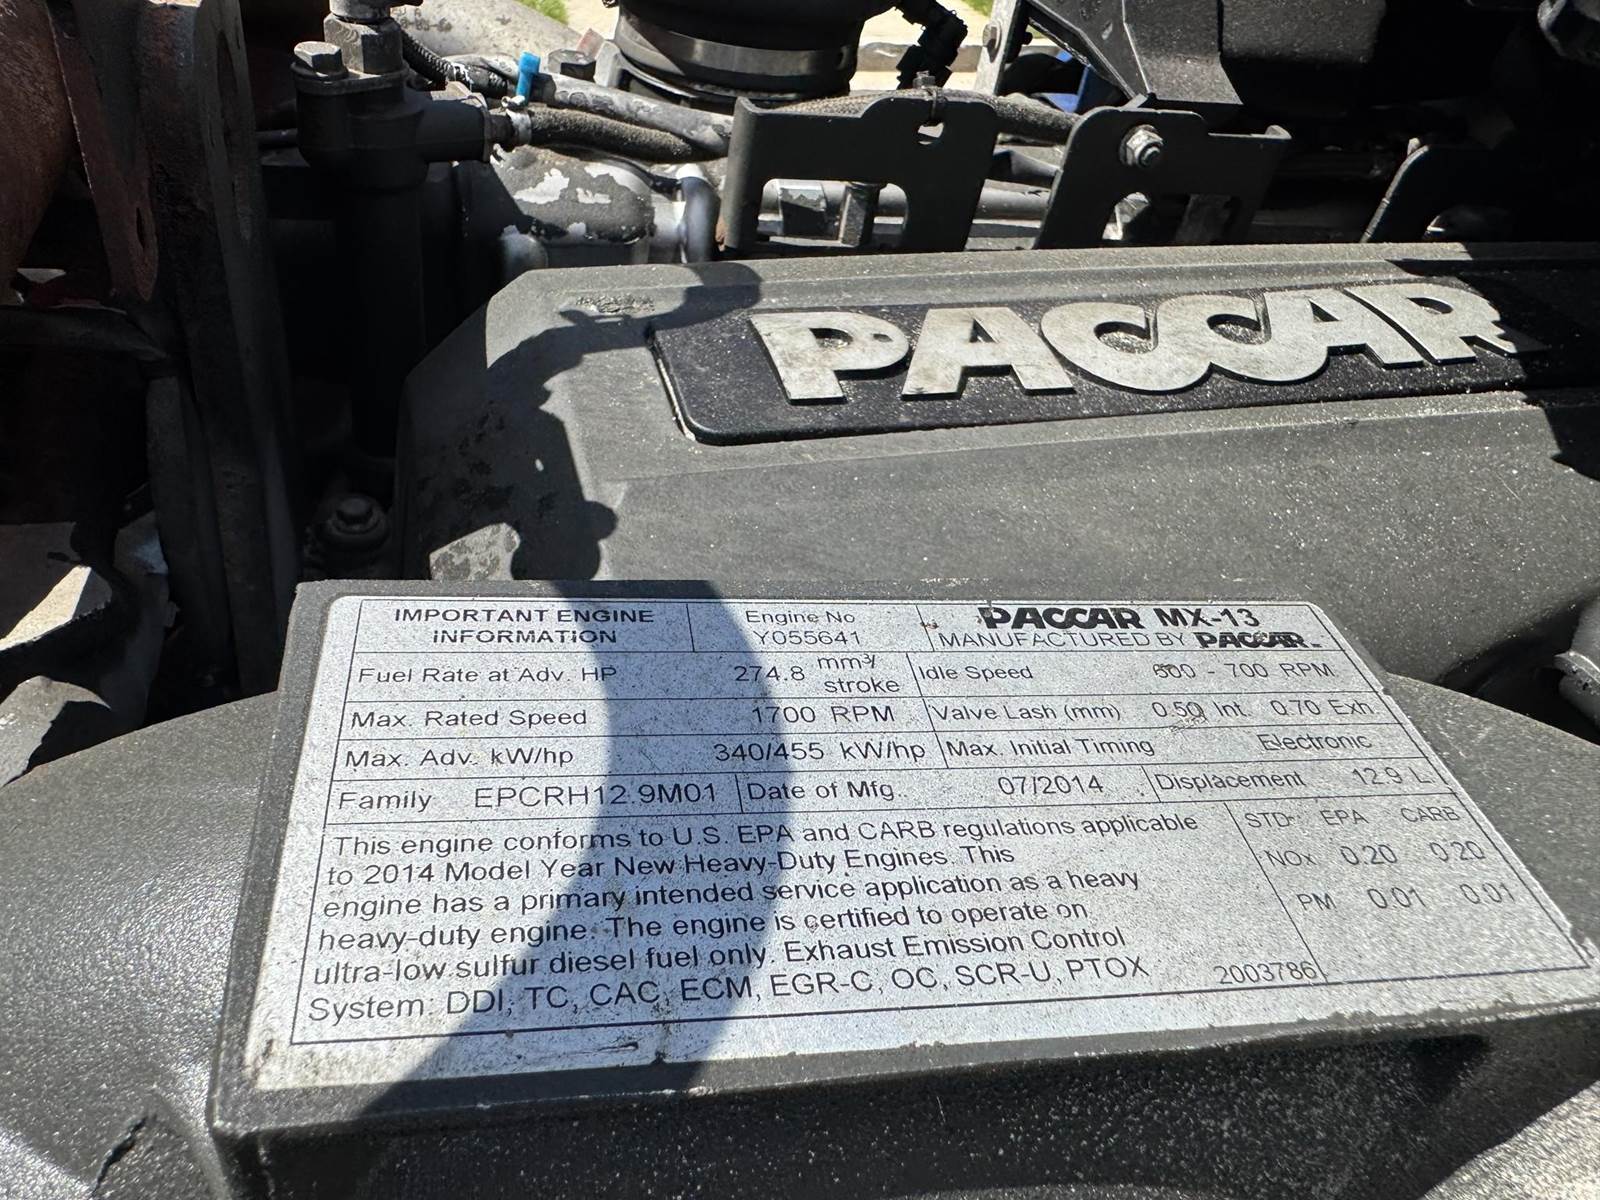 PACCAR
IMPORTANT ENGINE
INFORMATION
Engine No
Y055641
PACCAR MX-13
MANUFACTURED BY PACCAR.
Fuel Rate at Adv. HP 274.8 mm³/
stroke
Idle Speed 600 - 700 RPM
Max. Rated Speed 1700 RPM
Valve Lash (mm) 0.50 Int. 0.70 Exh.
Max. Adv. kW/hp 340/455 kW/hp
Max. Initial Timing Electronic
Family EPCRH12.9M01
Date of Mfg. 07/2014
Displacement 12.9 L
This engine conforms to U.S. EPA and CARB regulations applicable
to 2014 Model Year New Heavy-Duty Engines. This
engine has a primary intended service application as a heavy
heavy-duty engine. The engine is certified to operate on
ultra-low sulfur diesel fuel only. Exhaust Emission Control
System: DDI, TC, CAC, ECM, EGR-C, OC, SCR-U, PTOX
STD EPA CARB
NOx 0.20 0.20
PM 0.01 0.01
2003786